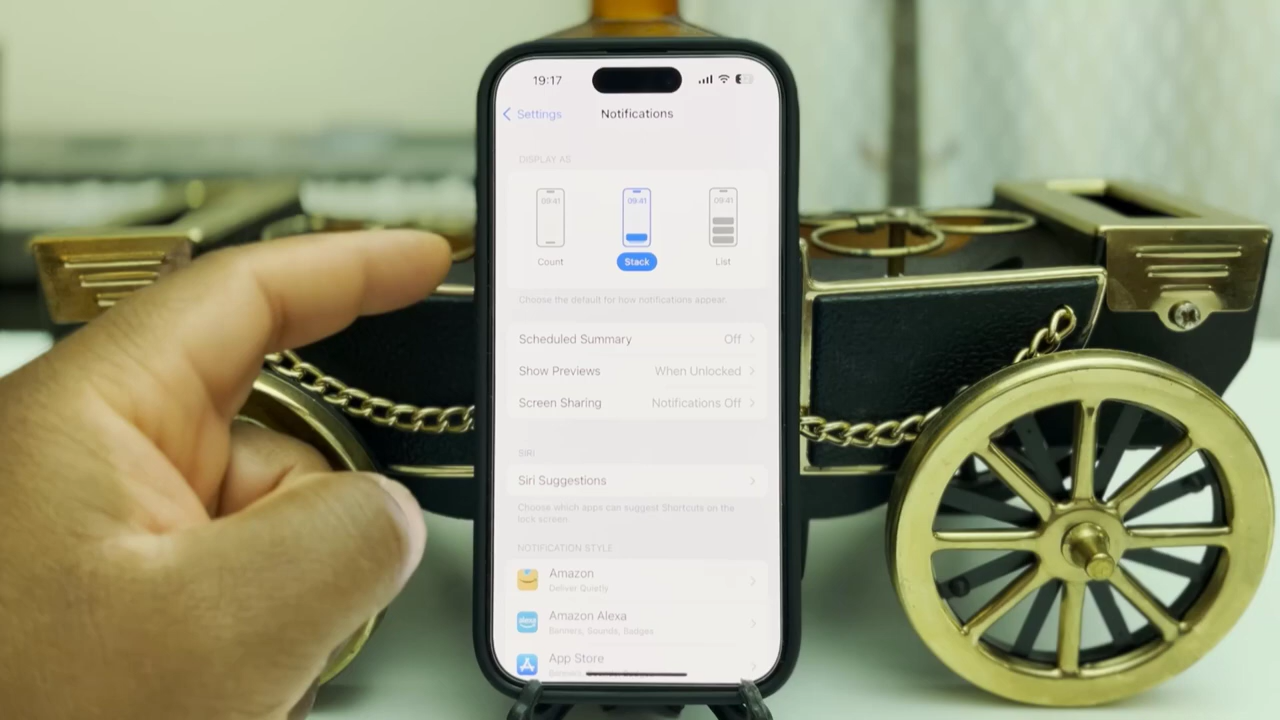 19:17
Settings
Notifications
DISPLAY AS
09:41
09:41
09:41
Count
Stack
List
Choose the default for how notifications appear.
Scheduled Summary Off
Show Previews When Unlocked
Screen Sharing Notifications Off
SIRI
Siri Suggestions
Choose which apps can suggest Shortcuts on the
lock screen.
NOTIFICATION STYLE
Amazon
Deliver Quietly
alexa
Amazon Alexa
Banners, Sounds, Badges
App Store